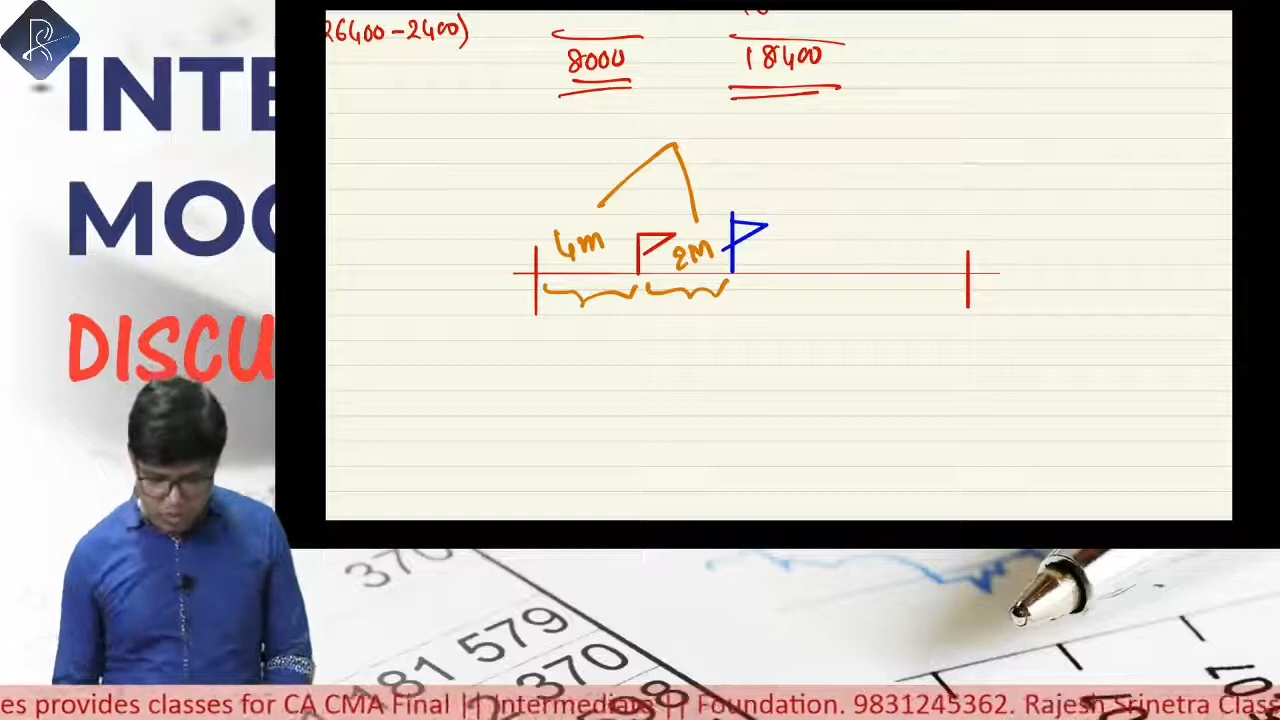 26400-2400)
8000
18400
INTE
MOC
DISCU
4m
2M
370
181 579
370
es provides classes for CA CMA Final || Intermediate || Foundation. 9831245362. Rajesh Srinetra Class